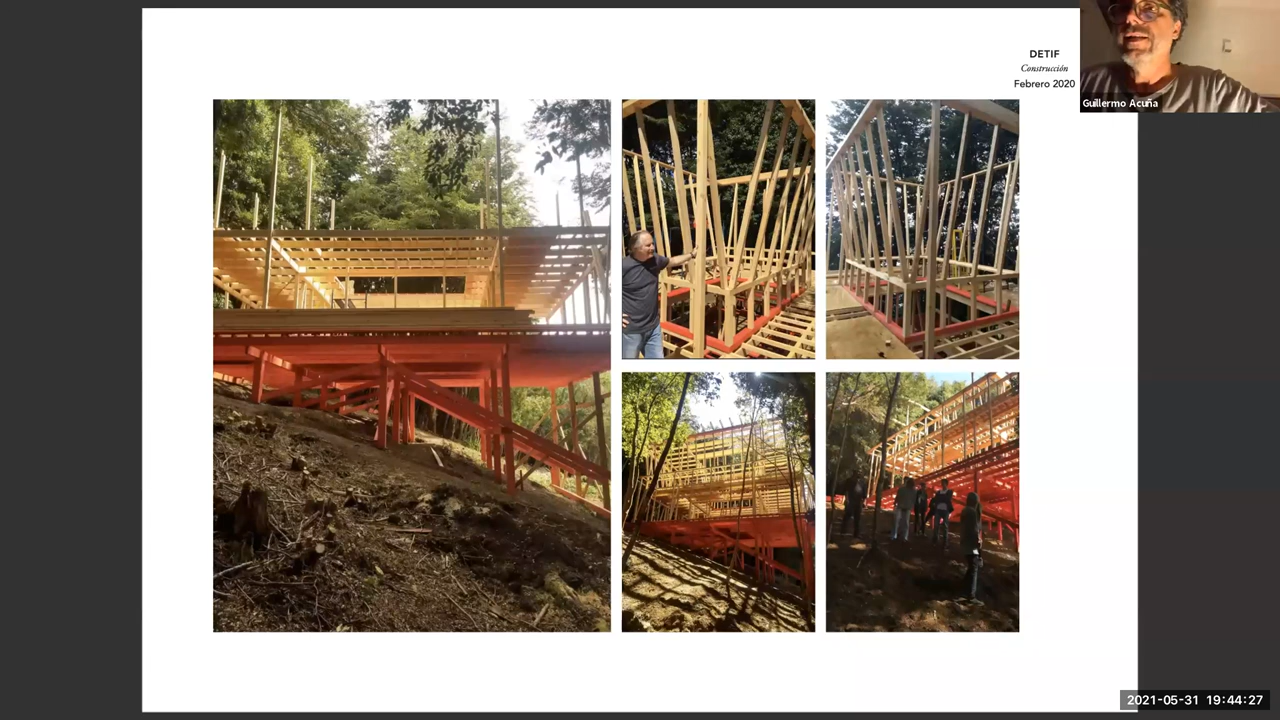 DETIF
Construcción
Febrero 2020
Guillermo Acuña
2021-05-31 19:44:27